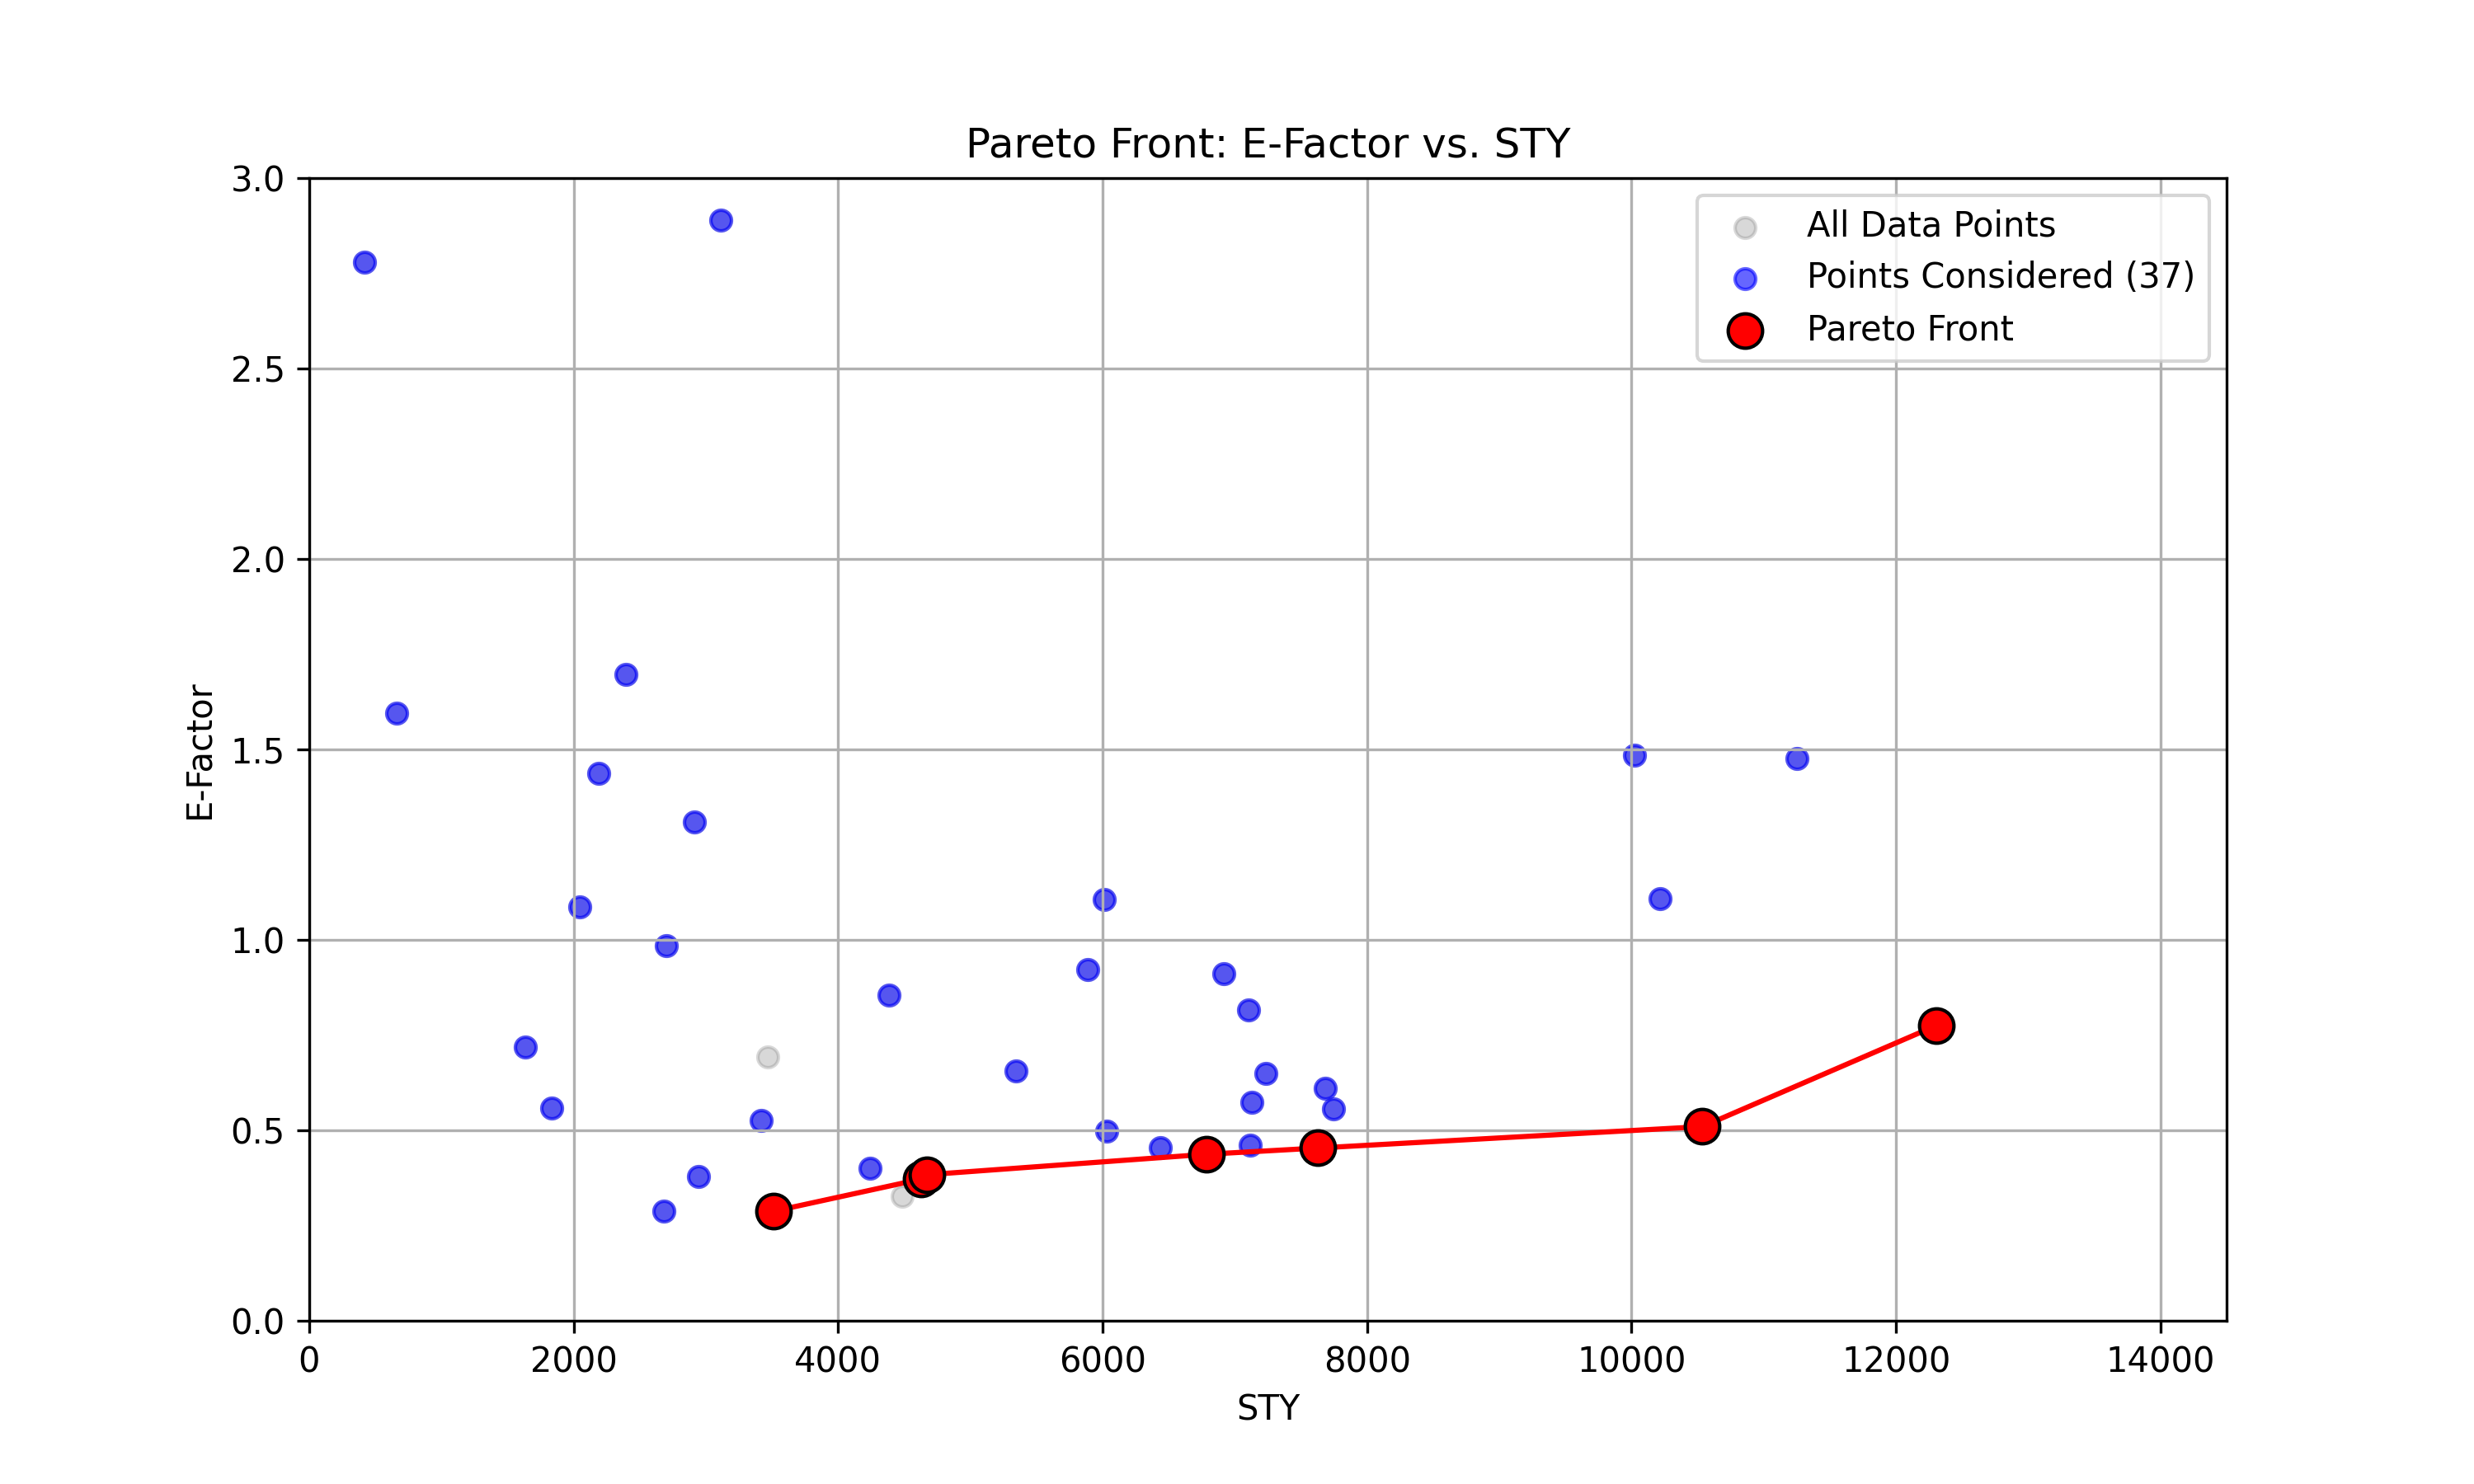 Pareto Front: E-Factor vs. STY
All Data Points
Points Considered (37)
Pareto Front
E-Factor
3.0
2.5
2.0
1.5
1.0
0.5
0.0
0 2000 4000 6000 8000 10000 12000 14000
STY